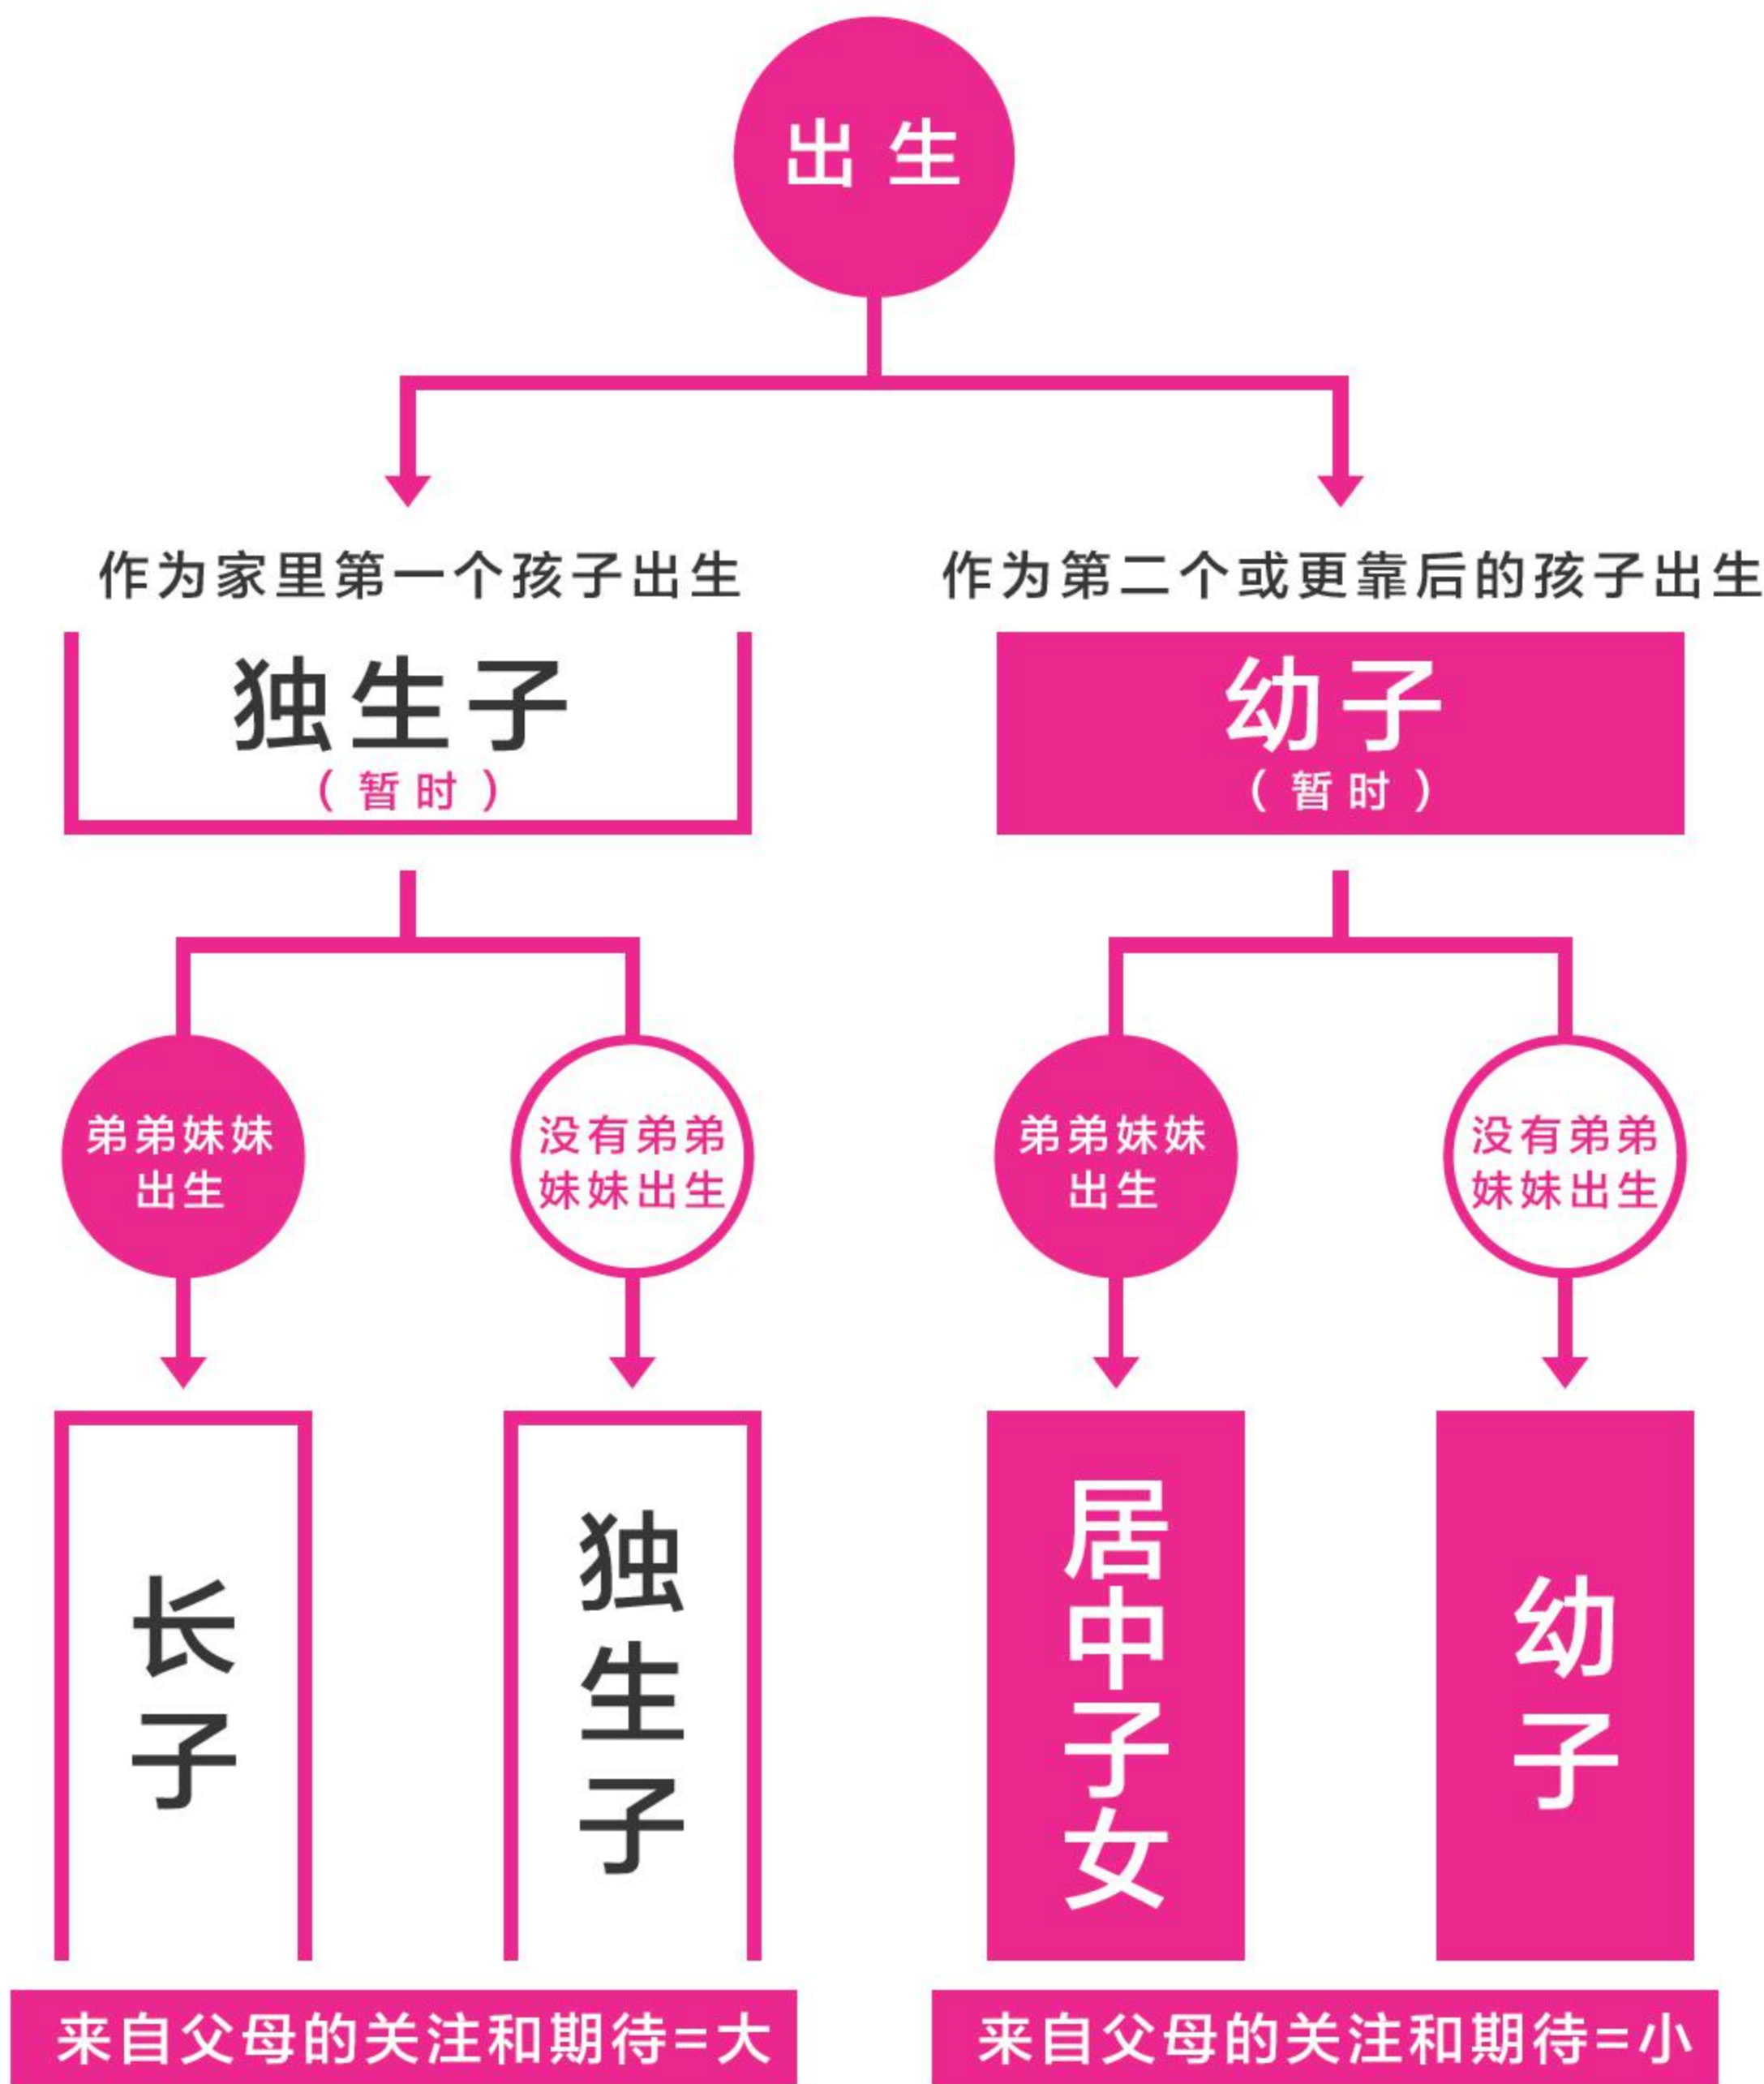 出生
作为家里第一个孩子出生
独生子
（暂时）
作为第二个或更靠后的孩子出生
幼子
（暂时）
弟弟妹妹
出生
没有弟弟
妹妹出生
弟弟妹妹
出生
没有弟弟
妹妹出生
长子
独生子
居中子女
幼子
来自父母的关注和期待=大
来自父母的关注和期待=小